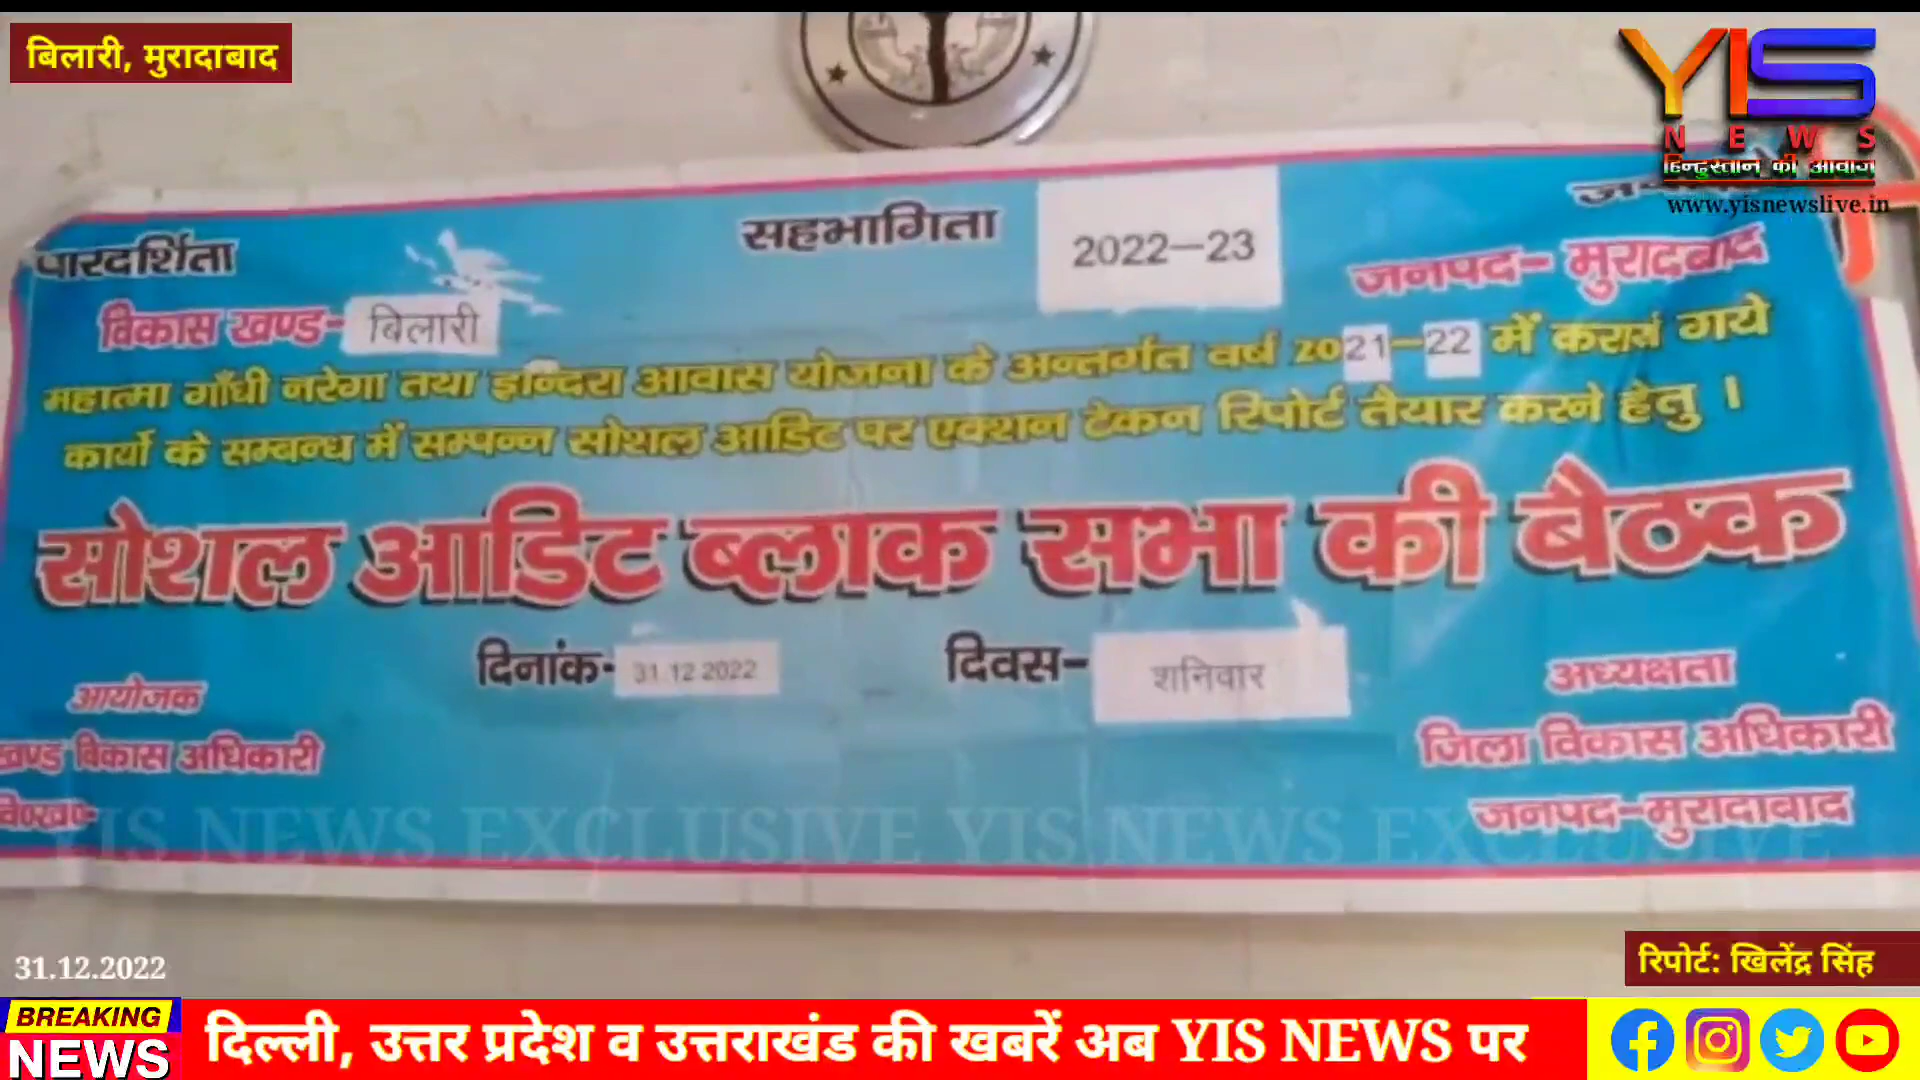 बिलारी, मुरादाबाद
YIS
NEWS
हिन्दुस्तान की आवाज
www.yisnewslive.in
पारदर्शिता
सहभागिता
2022-23
विकास खण्ड- बिलारी
जनपद- मुरादाबाद
महात्मा गाँधी नरेगा तथा इन्दिरा आवास योजना के अन्तर्गत वर्ष 2021-22 में कराये गये
कार्यो के सम्बन्ध में सम्पन्न सोशल आडिट पर एक्शन टेकन रिपोर्ट तैयार करने हेतु ।
सोशल आडिट ब्लाक सभा की बैठक
दिनांक- 31.12.2022
दिवस- शनिवार
आयोजक
खण्ड विकास अधिकारी
वि०ख०-
अध्यक्षता
जिला विकास अधिकारी
जनपद-मुरादाबाद
YIS NEWS EXCLUSIVE YIS NEWS EXCLUSIVE
31.12.2022
रिपोर्ट: खिलेंद्र सिंह
BREAKING
NEWS
दिल्ली, उत्तर प्रदेश व उत्तराखंड की खबरें अब YIS NEWS पर